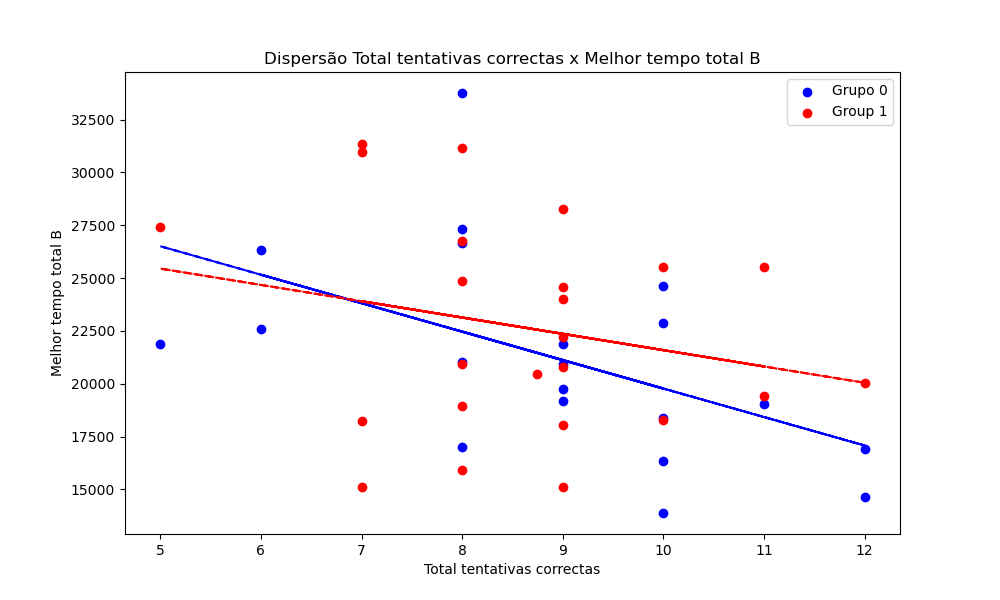 Dispersão Total tentativas correctas x Melhor tempo total B
Grupo 0
Group 1
Melhor tempo total B
32500
30000
27500
25000
22500
20000
17500
15000
5 6 7 8 9 10 11 12
Total tentativas correctas